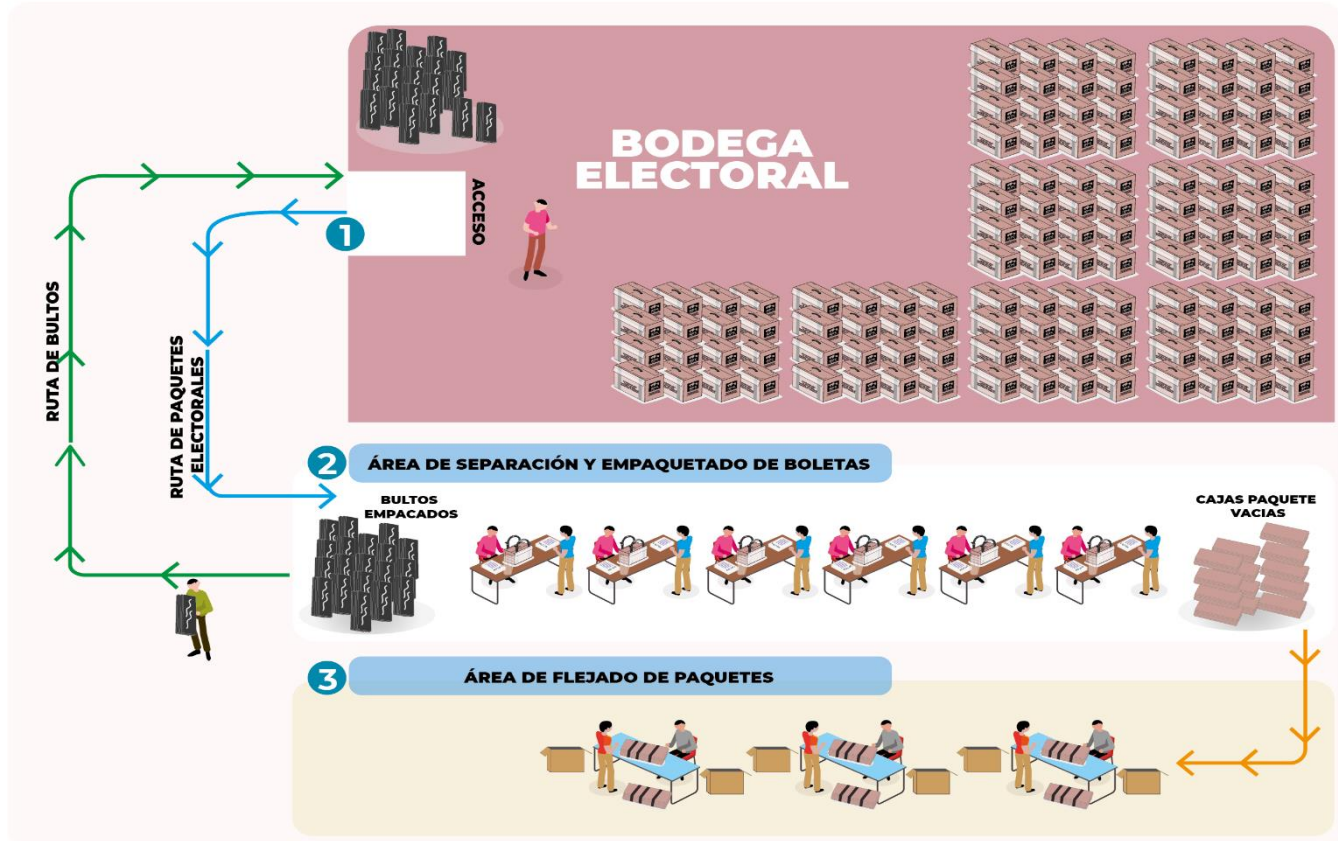 BODEGA
ELECTORAL
ACCESO
1
RUTA DE BULTOS
RUTA DE PAQUETES
ELECTORALES
2
ÁREA DE SEPARACIÓN Y EMPAQUETADO DE BOLETAS
BULTOS
EMPACADOS
CAJAS PAQUETE
VACIAS
3
ÁREA DE FLEJADO DE PAQUETES